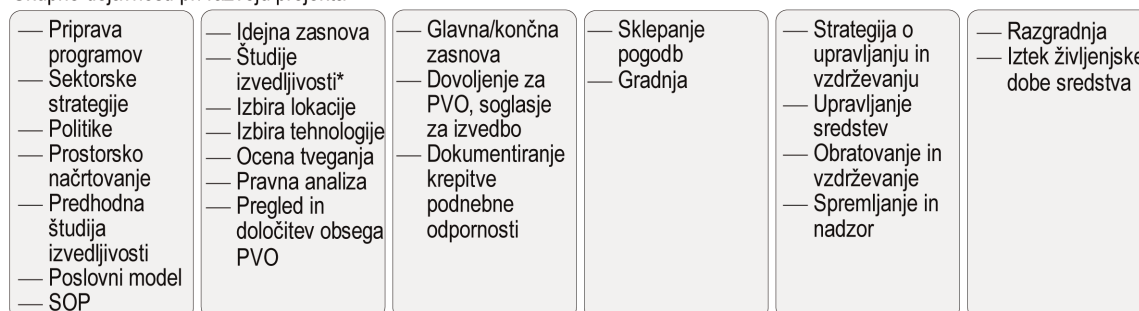 — Priprava
programov
— Sektorske
strategije
— Politike
— Prostorsko
načrtovanje
— Predhodna
študija
izvedljivosti
— Poslovni model
— SOP
— Idejna zasnova
— Študije
izvedljivosti*
— Izbira lokacije
— Izbira tehnologije
— Ocena tveganja
— Pravna analiza
— Pregled in
določitev obsega
PVO
— Glavna/končna
zasnova
— Dovoljenje za
PVO, soglasje
za izvedbo
— Dokumentiranje
krepitve
podnebne
odpornosti
— Sklepanje
pogodb
— Gradnja
— Strategija o
upravljanju in
vzdrževanju
— Upravljanje
sredstev
— Obratovanje in
vzdrževanje
— Spremljanje in
nadzor
— Razgradnja
— Iztek življenjske
dobe sredstva